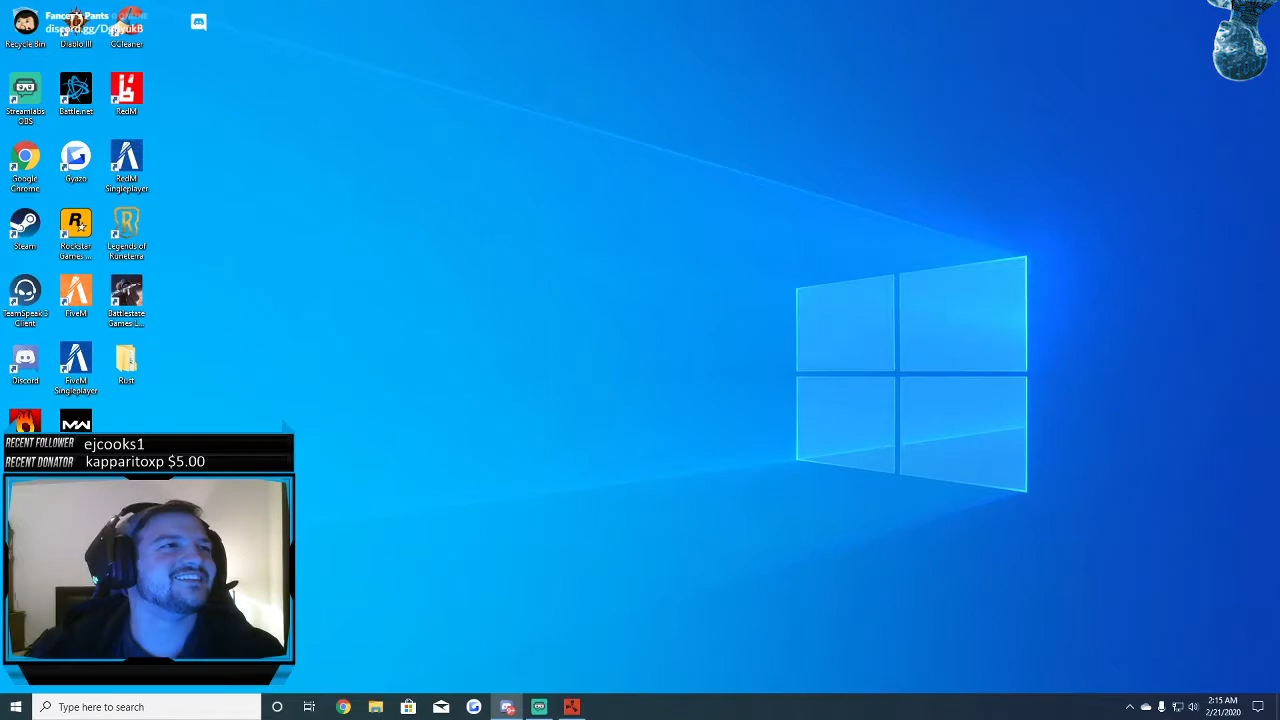 Fancey's Pants
Recycle Bin
Diablo III
CCleaner
Streamlabs
OBS
Battle.net
RedM
Google
Chrome
Gyazo
RedM
Singleplayer
Steam
Rockstar
Games ...
Legends of
Runeterra
TeamSpeak 3
Client
FiveM
Battlestate
Games L...
Discord
FiveM
Singleplayer
Rust
RECENT FOLLOWER ejcooks1
RECENT DONATOR kapparitoxp $5.00
Type here to search
2:15 AM
2/21/2020